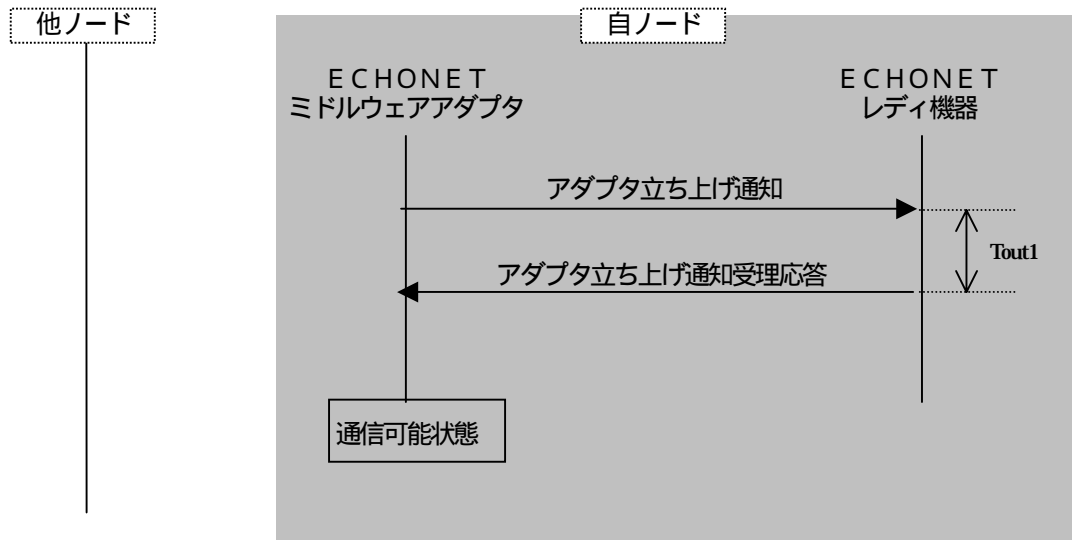 他ノード
自ノード
ＥＣＨＯＮＥＴ
ミドルウェアアダプタ
ＥＣＨＯＮＥＴ
レディ機器
アダプタ立ち上げ通知
Tout1
アダプタ立ち上げ通知受理応答
通信可能状態